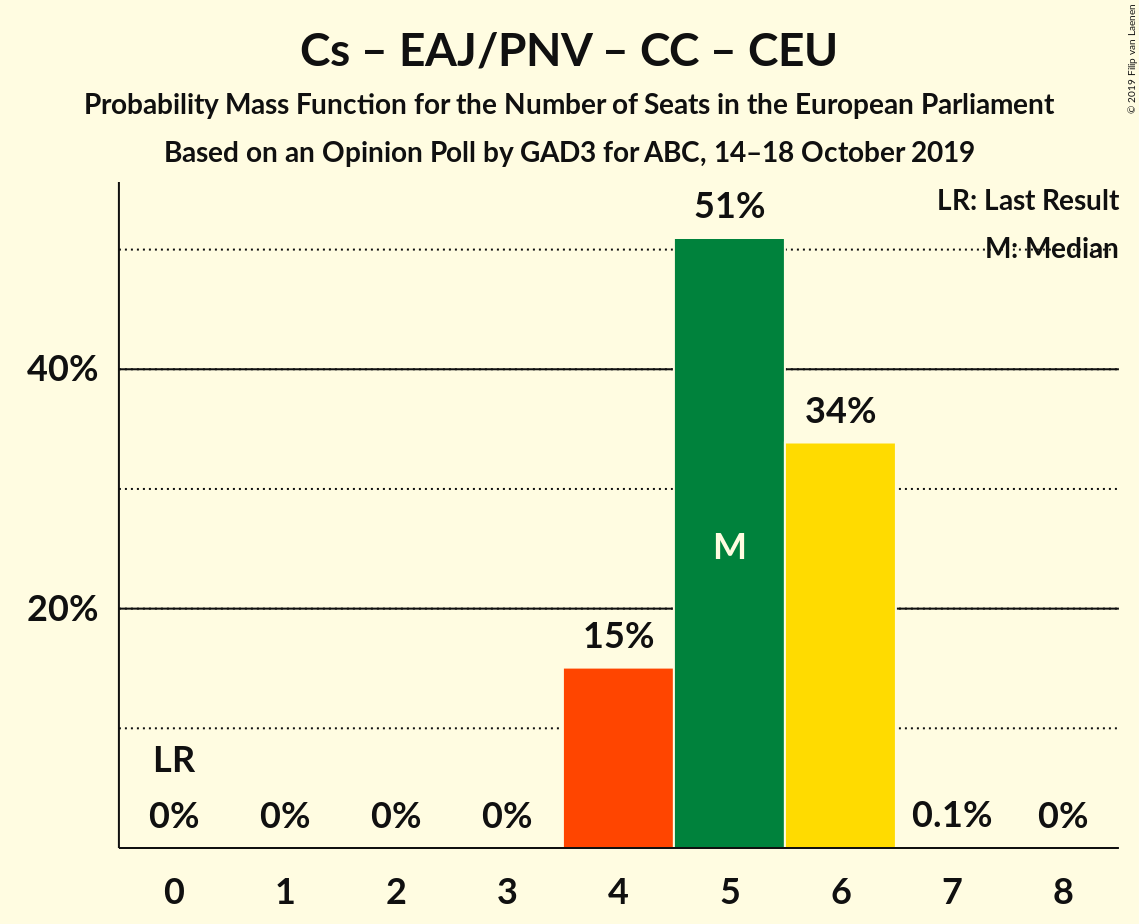 Cs – EAJ/PNV – CC – CEU
Probability Mass Function for the Number of Seats in the European Parliament
Based on an Opinion Poll by GAD3 for ABC, 14–18 October 2019
© 2019 Filip van Laenen
LR: Last Result
M: Median
51%
40%
34%
M
20%
15%
LR
0% 0% 0% 0% 0.1% 0%
0 1 2 3 4 5 6 7 8